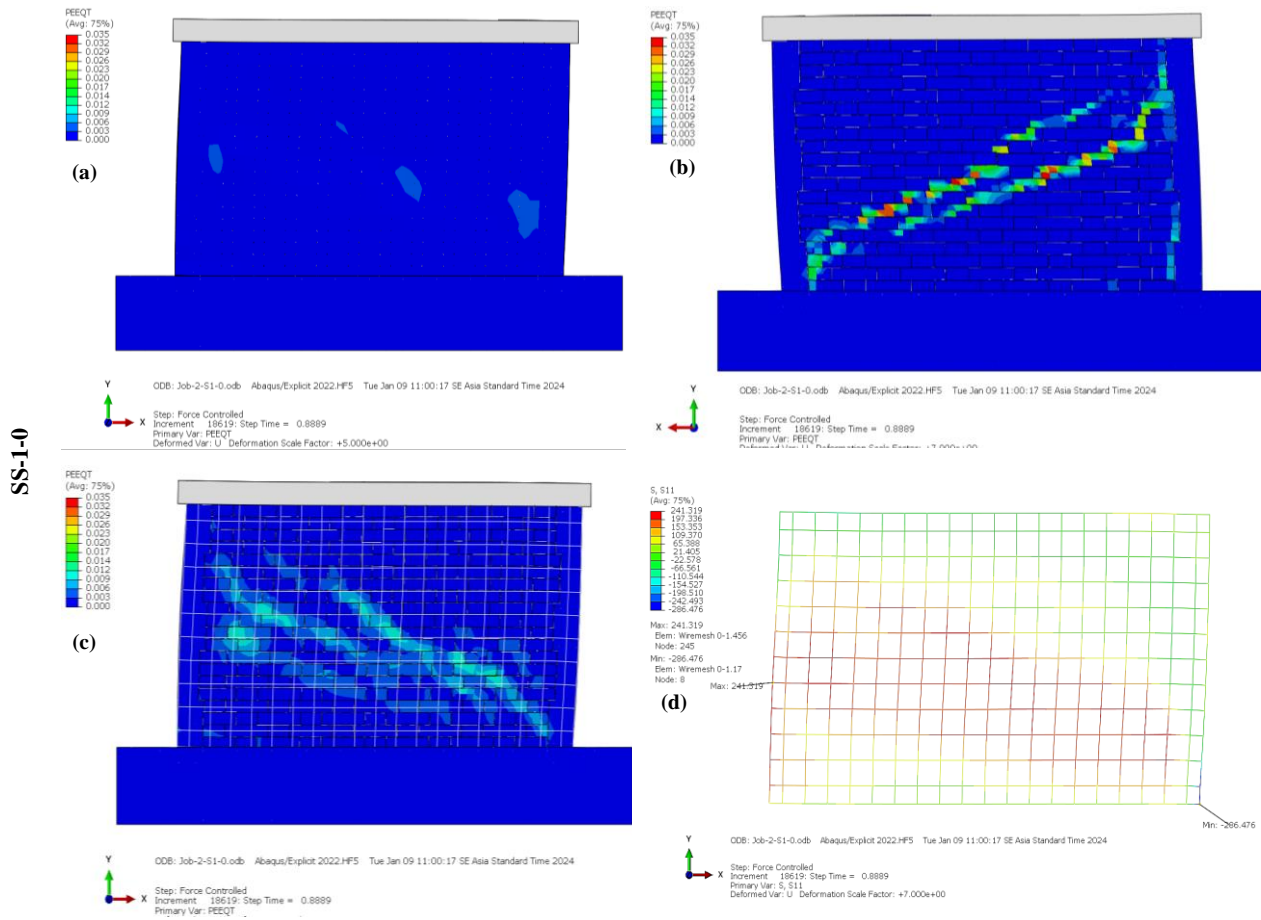 SS-1-0
PEEQT
(Avg: 75%)
0.035
0.032
0.029
0.026
0.023
0.020
0.017
0.014
0.012
0.009
0.006
0.003
0.000
(a)
Y
X
ODB: Job-2-S1-0.odb Abaqus/Explicit 2022.HF5 Tue Jan 09 11:00:17 SE Asia Standard Time 2024
Step: Force Controlled
Increment 18619: Step Time = 0.8889
Primary Var: PEEQT
Deformed Var: U Deformation Scale Factor: +5.000e+00
PEEQT
(Avg: 75%)
0.035
0.032
0.029
0.026
0.023
0.020
0.017
0.014
0.012
0.009
0.006
0.003
0.000
(b)
Y
X
ODB: Job-2-S1-0.odb Abaqus/Explicit 2022.HF5 Tue Jan 09 11:00:17 SE Asia Standard Time 2024
Step: Force Controlled
Increment 18619: Step Time = 0.8889
Primary Var: PEEQT
Deformed Var: U Deformation Scale Factor: +7.000e+00
PEEQT
(Avg: 75%)
0.035
0.032
0.029
0.026
0.023
0.020
0.017
0.014
0.012
0.009
0.006
0.003
0.000
(c)
Y
X
ODB: Job-2-S1-0.odb Abaqus/Explicit 2022.HF5 Tue Jan 09 11:00:17 SE Asia Standard Time 2024
Step: Force Controlled
Increment 18619: Step Time = 0.8889
Primary Var: PEEQT
S, S11
(Avg: 75%)
241.319
197.336
153.353
109.370
65.388
21.405
-22.578
-66.561
-110.544
-154.527
-198.510
-242.493
-286.476
Max: 241.319
Elem: Wiremesh 0-1.456
Node: 245
Min: -286.476
Elem: Wiremesh 0-1.17
Node: 8
Max: 241.319
(d)
Min: -286.476
Y
X
ODB: Job-2-S1-0.odb Abaqus/Explicit 2022.HF5 Tue Jan 09 11:00:17 SE Asia Standard Time 2024
Step: Force Controlled
Increment 18619: Step Time = 0.8889
Primary Var: S, S11
Deformed Var: U Deformation Scale Factor: +7.000e+00